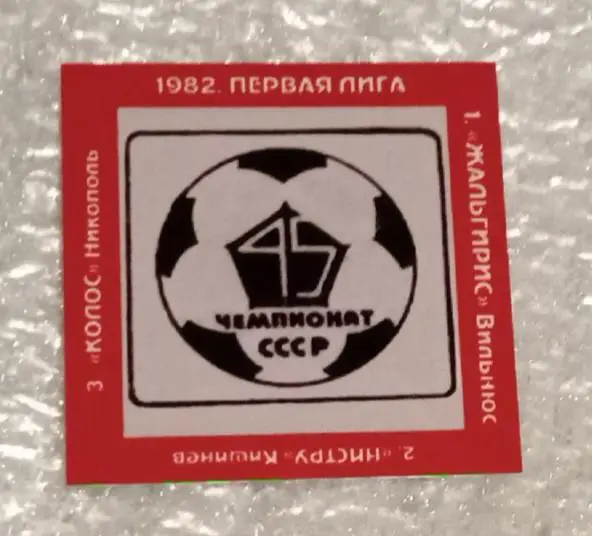 1982. ПЕРВАЯ ЛИГА
1. «ЖАЛЬГИРИС» Вильнюс
2. «НИСТРУ» Кишинев
3 «КОЛОС» Никополь
45
ЧЕМПИОНАТ
СССР